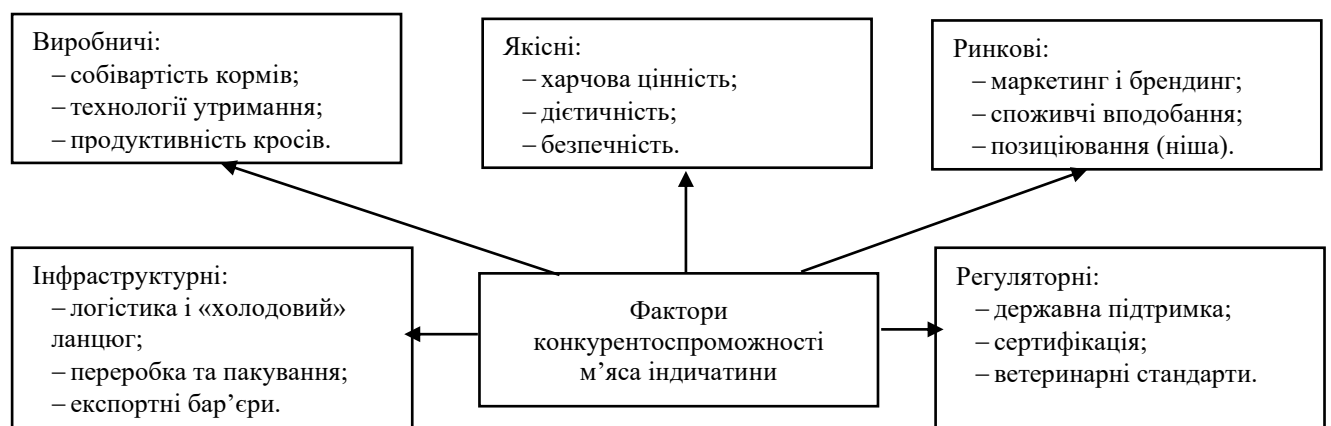 Виробничі:
– собівартість кормів;
– технології утримання;
– продуктивність кросів.
Якісні:
– харчова цінність;
– дієтичність;
– безпечність.
Ринкові:
– маркетинг і брендинг;
– споживчі вподобання;
– позиціювання (ніша).
Інфраструктурні:
– логістика і «холодовий»
ланцюг;
– переробка та пакування;
– експортні бар’єри.
Фактори
конкурентоспроможності
м’яса індичатини
Регуляторні:
– державна підтримка;
– сертифікація;
– ветеринарні стандарти.